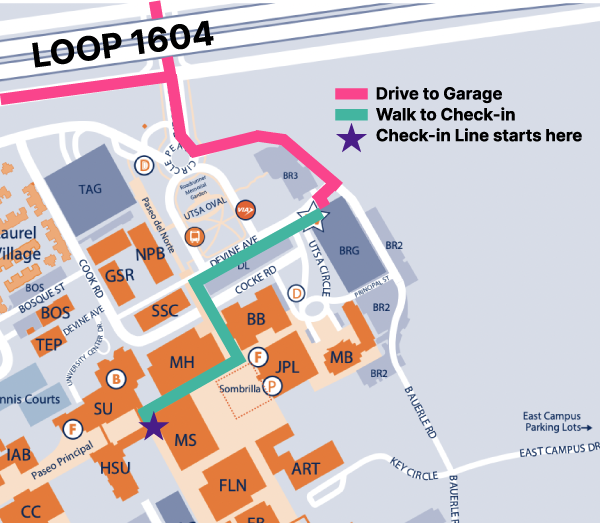 LOOP 1604
Drive to Garage
Walk to Check-in
Check-in Line starts here
CIRCLE
D
BR3
TAG
Roadrunner
Memorial
Garden
UTSA OVAL
VIA
Paseo del Norte
aurel
Village
NPB
DEVINE AVE
DL
BRG
BR2
GSR
COOK RD
UTSA CIRCLE
COCKE RD
BOS
BOSQUE ST
D
PRINCIPAL ST
BOS
DEVINE AVE
SSC
BB
BR2
TEP
UNIVERSITY CENTER DR
MH
F
JPL
MB
B
BR2
nnis Courts
SU
Sombrilla
P
BAUERLE RD
F
MS
East Campus
Parking Lots
IAB
Paseo Principal
HSU
ART
KEY CIRCLE
EAST CAMPUS DR
FLN
BAUERLE R
CC